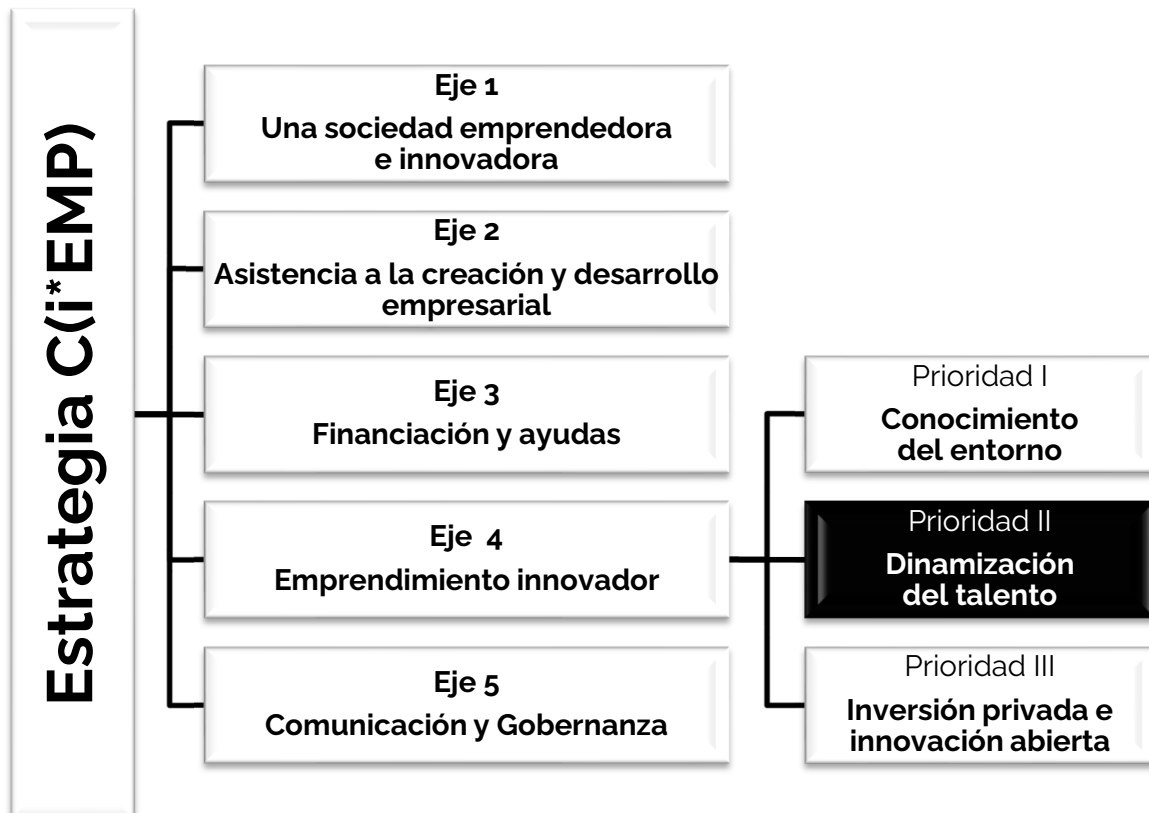 Estrategia C(i*EMP)
Eje 1
Una sociedad emprendedora
e innovadora
Eje 2
Asistencia a la creación y desarrollo
empresarial
Eje 3
Financiación y ayudas
Eje 4
Emprendimiento innovador
Eje 5
Comunicación y Gobernanza
Prioridad I
Conocimiento
del entorno
Prioridad II
Dinamización
del talento
Prioridad III
Inversión privada e
innovación abierta